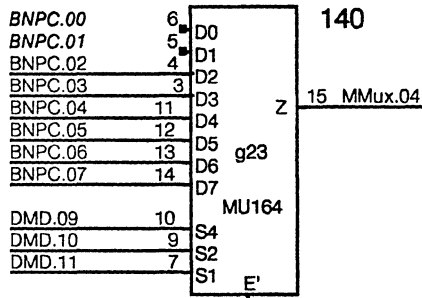 140
BNPC.00 6 D0
BNPC.01 5 D1
BNPC.02 4 D2
BNPC.03 3 D3
BNPC.04 11 D4
BNPC.05 12 D5
BNPC.06 13 D6
BNPC.07 14 D7
Z 15 MMux.04
g23
MU164
DMD.09 10 S4
DMD.10 9 S2
DMD.11 7 S1
E'